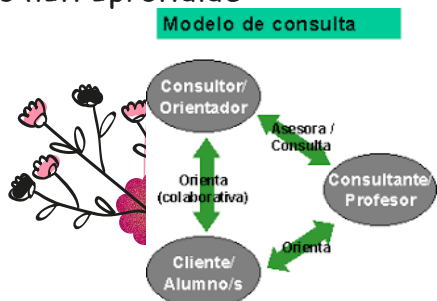 Modelo de consulta
Consultor/
Orientador
Asesora /
Consulta
Orienta
(colaborativa)
Consultante/
Profesor
Orienta
Cliente/
Alumno/s